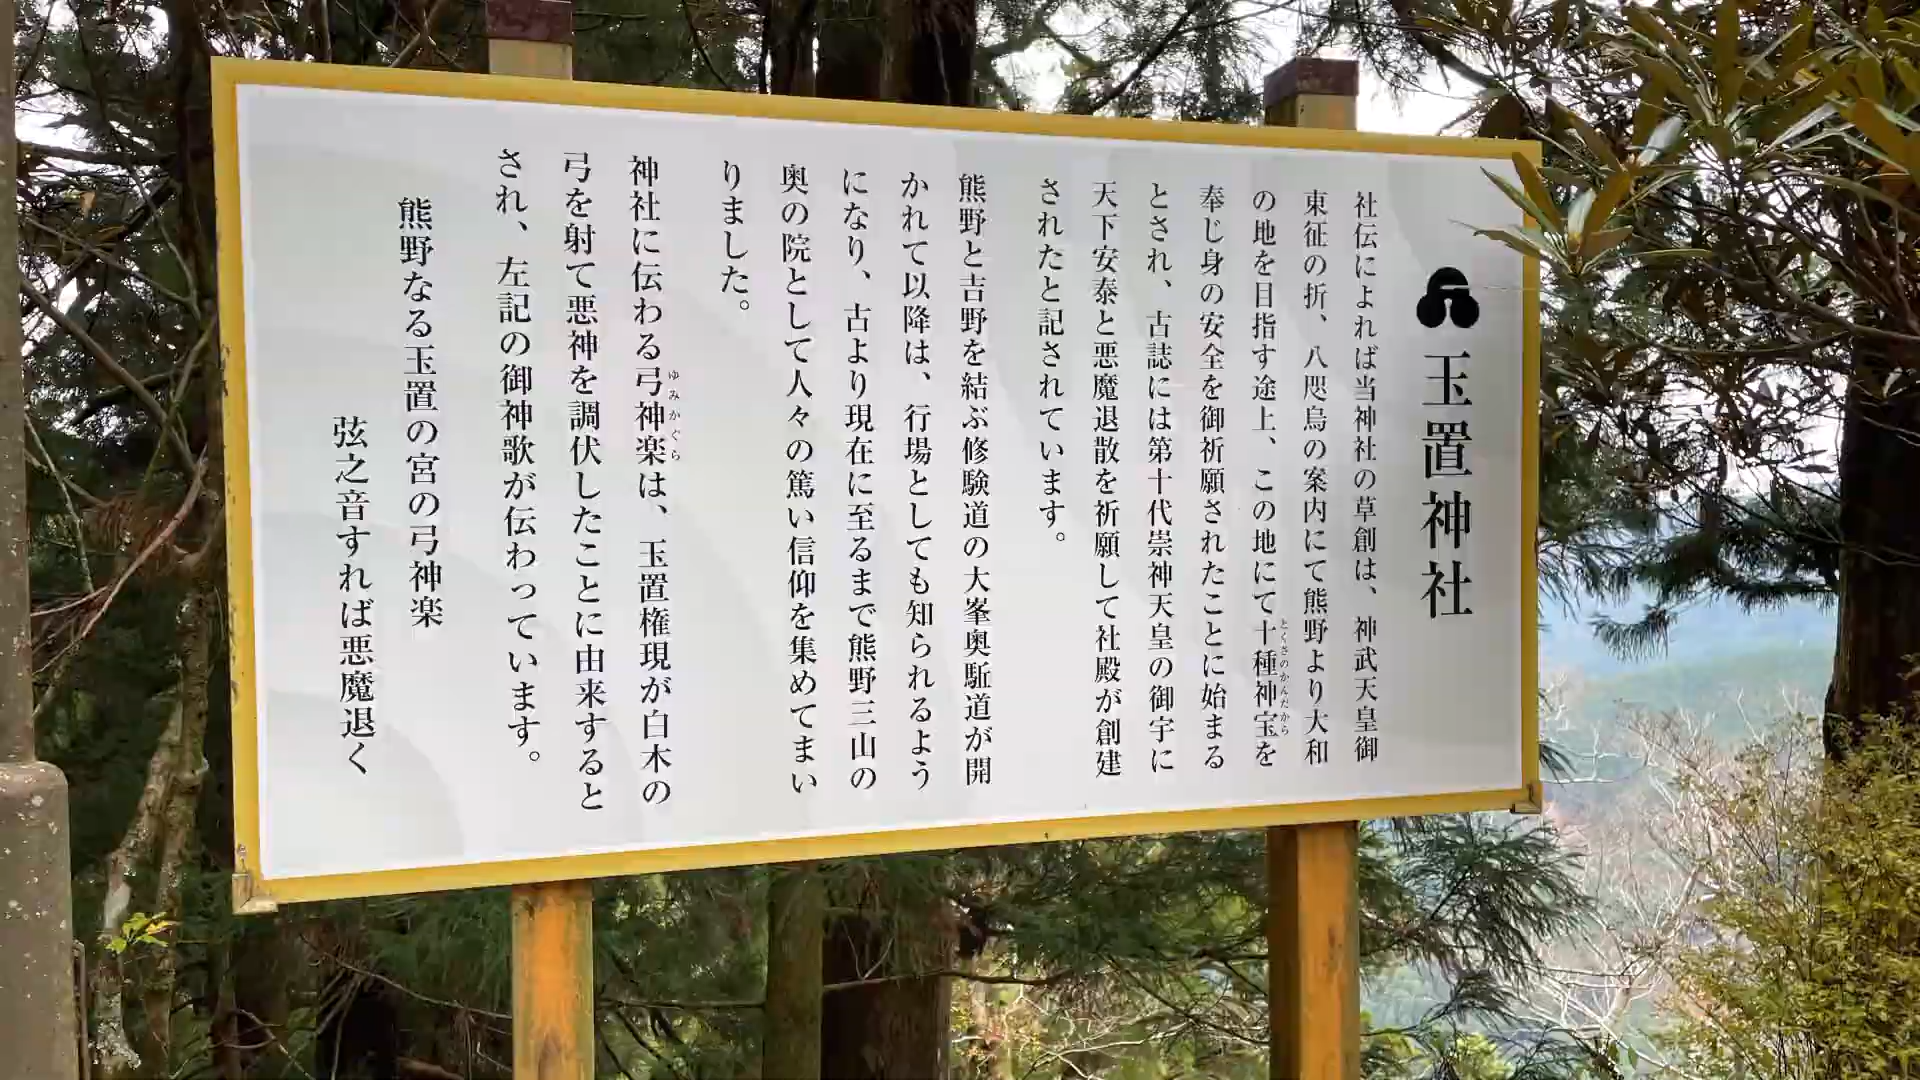 玉置神社
社伝によれば当神社の草創は、神武天皇御
東征の折、八咫烏の案内にて熊野より大和
の地を目指す途上、この地にて十種神宝を
とくさのかんだから
奉じ身の安全を御祈願されたことに始まる
とされ、古誌には第十代崇神天皇の御宇に
天下安泰と悪魔退散を祈願して社殿が創建
されたと記されています。
熊野と吉野を結ぶ修験道の大峯奥駈道が開
かれて以降は、行場としても知られるよう
になり、古より現在に至るまで熊野三山の
奥の院として人々の篤い信仰を集めてまい
りました。
神社に伝わる弓神楽は、玉置権現が白木の
ゆみかぐら
弓を射て悪神を調伏したことに由来すると
され、左記の御神歌が伝わっています。
熊野なる玉置の宮の弓神楽
弦之音すれば悪魔退く